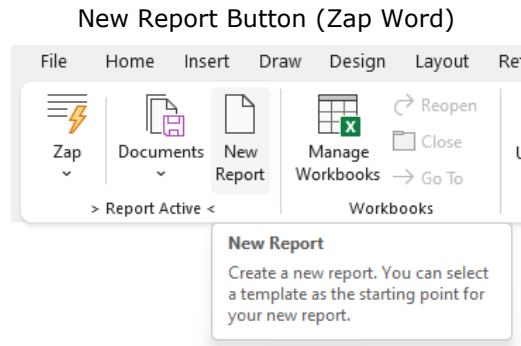 New Report Button (Zap Word)
File Home Insert Draw Design Layout
Zap Documents New Report Manage Workbooks
Reopen
Close
Go To
> Report Active < Workbooks
New Report
Create a new report. You can select
a template as the starting point for
your new report.